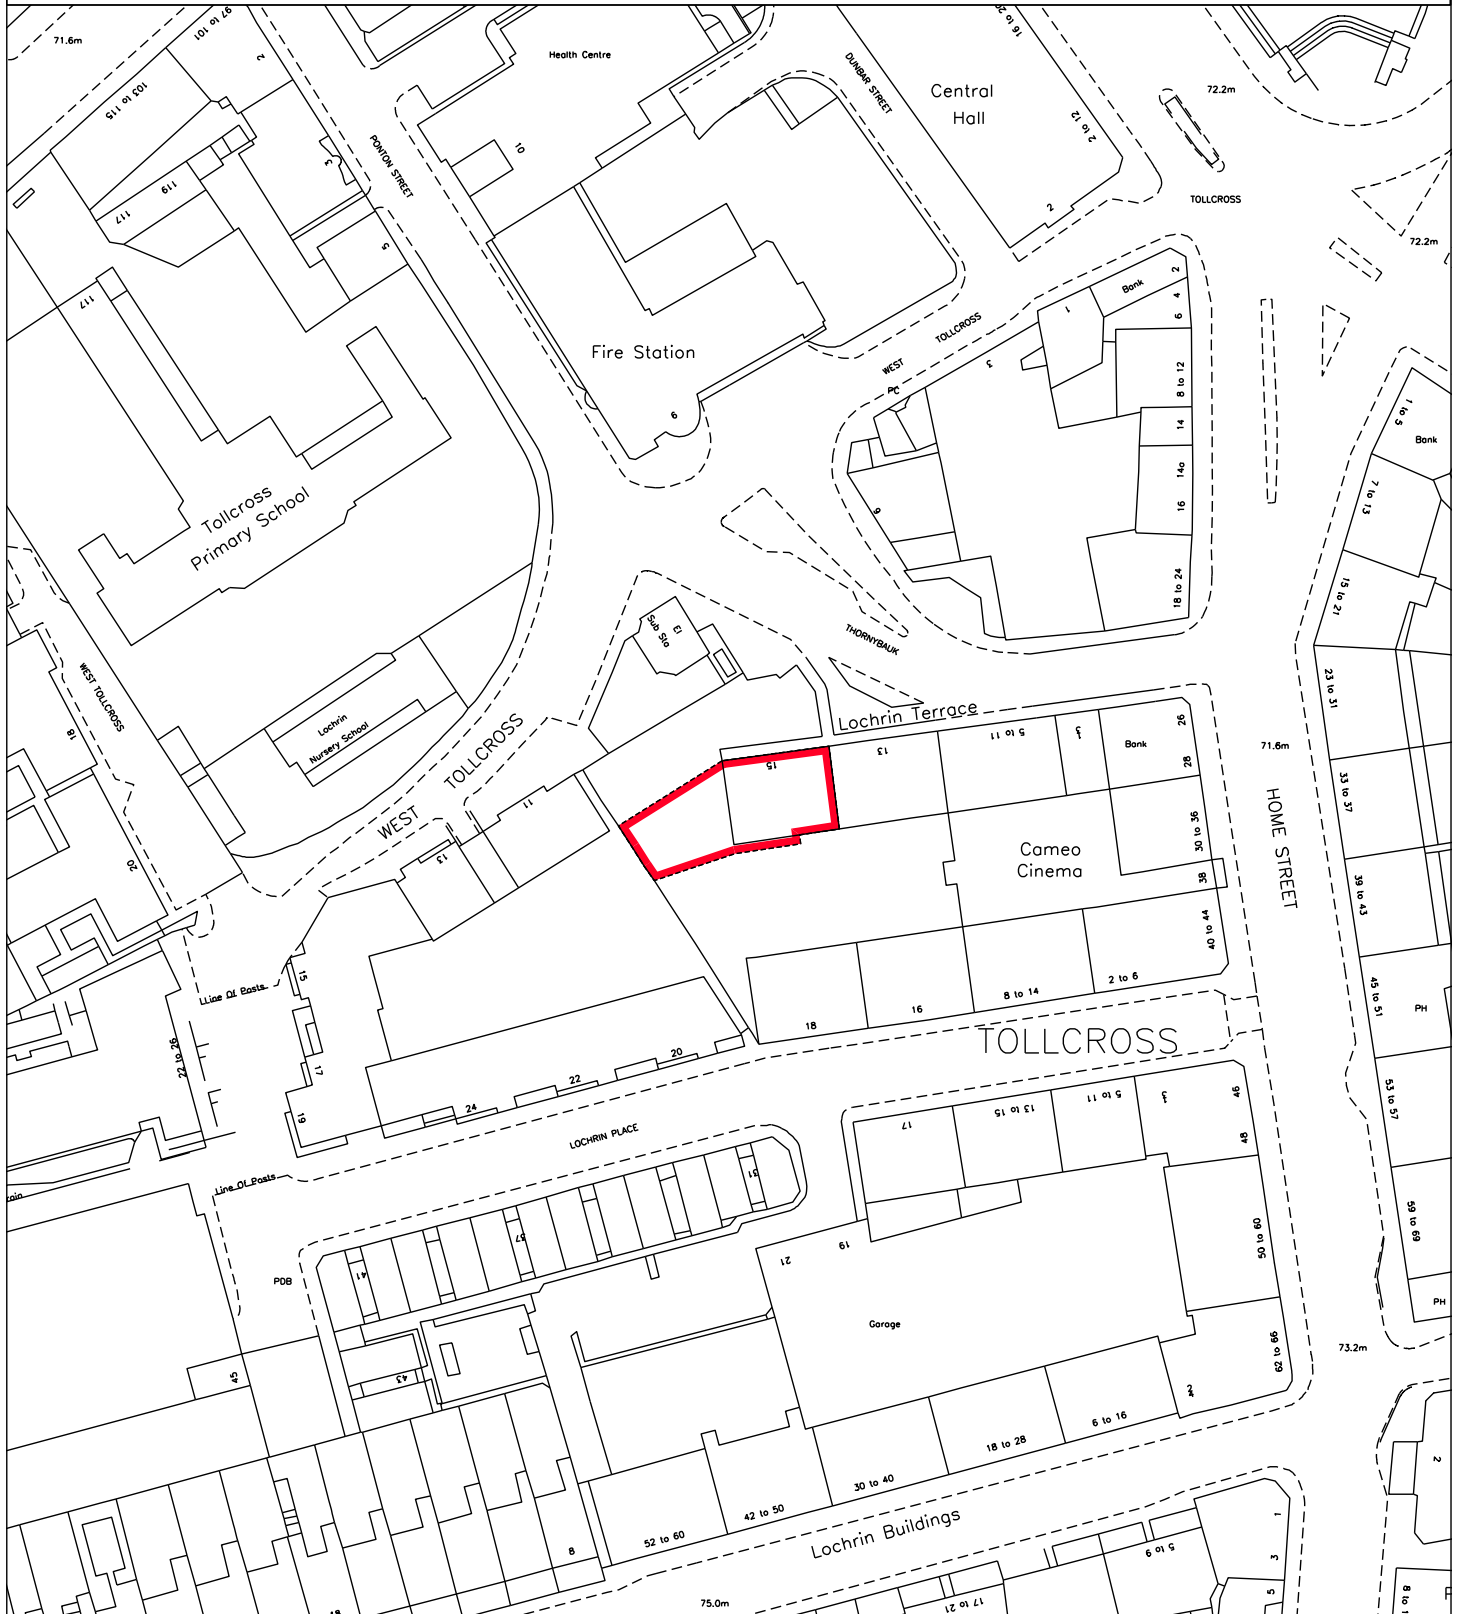 71.6m
97 to 101
2
103 to 115
119
117
117
3
5
PONTON STREET
Health Centre
10
DUNBAR STREET
Central
Hall
2 to 12
2
72.2m
TOLLCROSS
72.2m
Fire Station
9
WEST
TOLLCROSS
PC
3
1
Bank
2
4
6
8 to 12
14
14a
16
18 to 24
9
1 to 5
Bank
7 to 13
15 to 21
Tollcross
Primary School
El
Sub Sta
THORNYBAUK
WEST TOLLCROSS
18
20
Lochrin
Nursery School
WEST
TOLLCROSS
11
13
Lochrin Terrace
15
13
5 to 11
3
Bank
26
28
71.6m
23 to 31
33 to 37
HOME STREET
30 to 36
38
40 to 44
Cameo
Cinema
39 to 43
45 to 51
PH
53 to 57
59 to 69
PH
Line Of Posts
15
17
19
22 to 26
18
16
8 to 14
2 to 6
TOLLCROSS
20
22
24
LOCHRIN PLACE
Line Of Posts
17
13 to 15
5 to 11
3
46
48
50 to 60
62 to 66
31
37
41
43
45
PDB
21
19
Garage
73.2m
2
4
6 to 16
18 to 28
30 to 40
42 to 50
52 to 60
8
Lochrin Buildings
75.0m
5 to 9
17 to 21
1
3
5
2